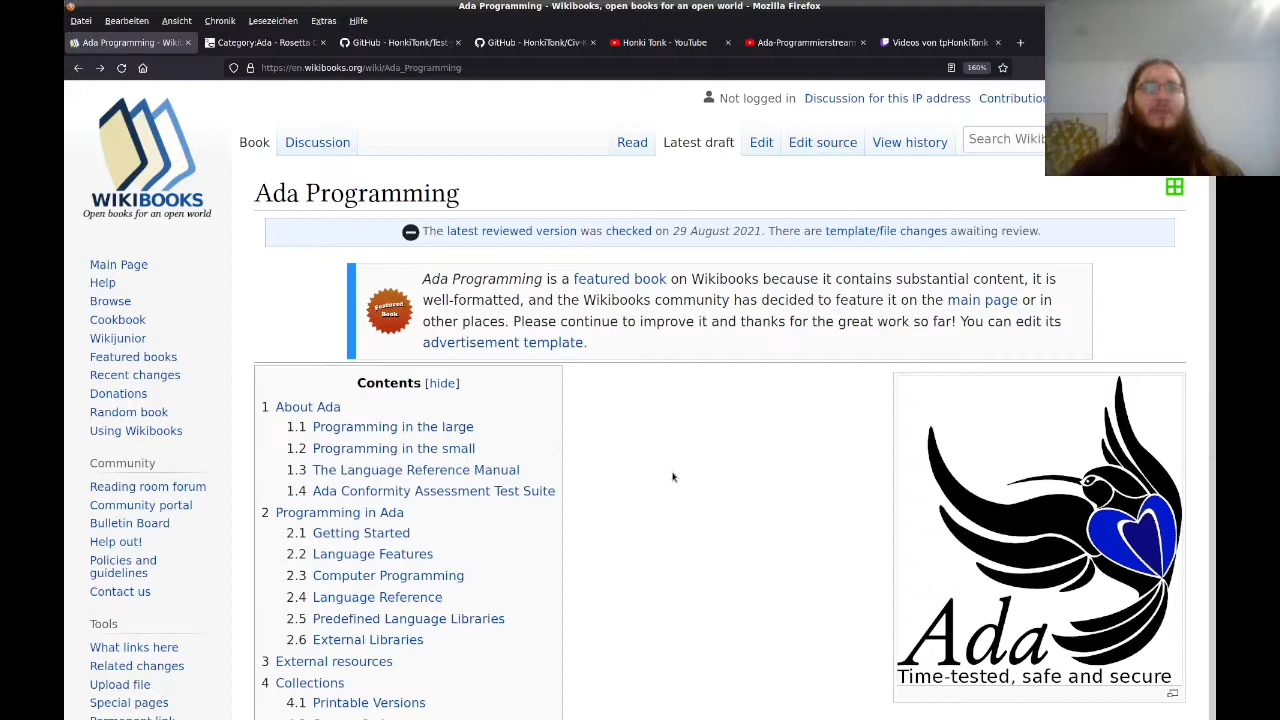 Ada Programming - Wikibooks, open books for an open world - Mozilla Firefox
Datei Bearbeiten Ansicht Chronik Lesezeichen Extras Hilfe
Ada Programming - Wikil Category:Ada - Rosetta C GitHub - HonkiTonk/Test- GitHub - HonkiTonk/Civ-K Honki Tonk - YouTube Ada-Programmierstream Videos von tpHonkiTonk
https://en.wikibooks.org/wiki/Ada_Programming 160%
Not logged in Discussion for this IP address Contribution
Book Discussion Read Latest draft Edit Edit source View history Search Wikib
WIKIBOOKS
Open books for an open world
Ada Programming
The latest reviewed version was checked on 29 August 2021. There are template/file changes awaiting review.
Featured Book
Ada Programming is a featured book on Wikibooks because it contains substantial content, it is
well-formatted, and the Wikibooks community has decided to feature it on the main page or in
other places. Please continue to improve it and thanks for the great work so far! You can edit its
advertisement template.
Main Page
Help
Browse
Cookbook
Wikijunior
Featured books
Recent changes
Donations
Random book
Using Wikibooks
Community
Reading room forum
Community portal
Bulletin Board
Help out!
Policies and
guidelines
Contact us
Tools
What links here
Related changes
Upload file
Special pages
Contents [hide]
1 About Ada
1.1 Programming in the large
1.2 Programming in the small
1.3 The Language Reference Manual
1.4 Ada Conformity Assessment Test Suite
2 Programming in Ada
2.1 Getting Started
2.2 Language Features
2.3 Computer Programming
2.4 Language Reference
2.5 Predefined Language Libraries
2.6 External Libraries
3 External resources
4 Collections
4.1 Printable Versions
Ada
Time-tested, safe and secure